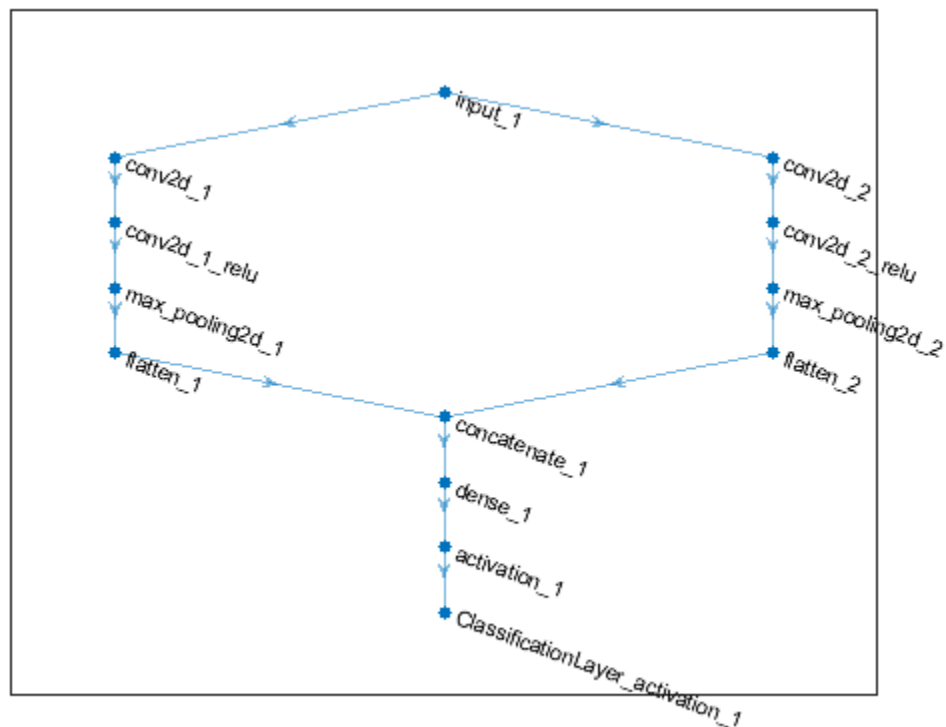 input_1
conv2d_1
conv2d_2
conv2d_1_relu
conv2d_2_relu
max_pooling2d_1
max_pooling2d_2
flatten_1
flatten_2
concatenate_1
dense_1
activation_1
ClassificationLayer_activation_1